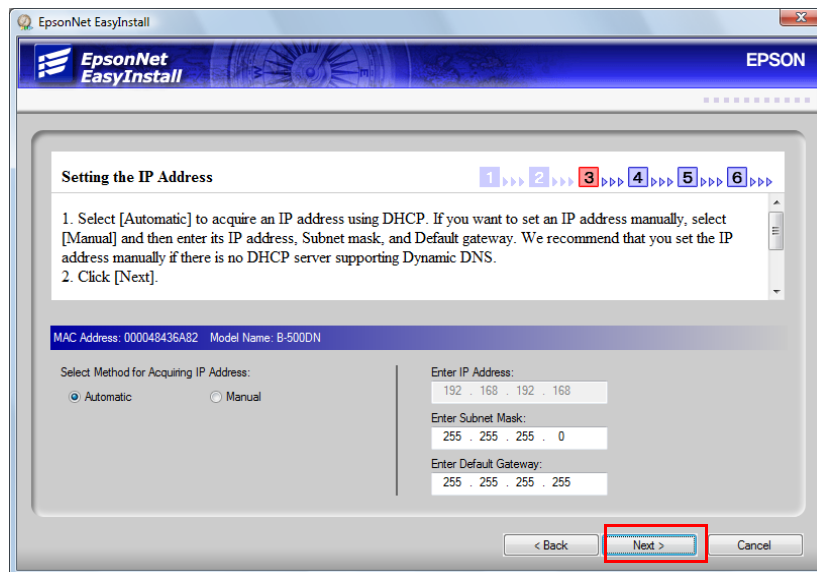 EpsonNet EasyInstall
EpsonNet
EasyInstall
EPSON
Setting the IP Address
1 2 3 4 5 6
1. Select [Automatic] to acquire an IP address using DHCP. If you want to set an IP address manually, select
[Manual] and then enter its IP address, Subnet mask, and Default gateway. We recommend that you set the IP
address manually if there is no DHCP server supporting Dynamic DNS.
2. Click [Next].
MAC Address: 000048436A82 Model Name: B-500DN
Select Method for Acquiring IP Address:
Automatic Manual
Enter IP Address:
192 . 168 . 192 . 168
Enter Subnet Mask:
255 . 255 . 255 . 0
Enter Default Gateway:
255 . 255 . 255 . 255
< Back Next > Cancel